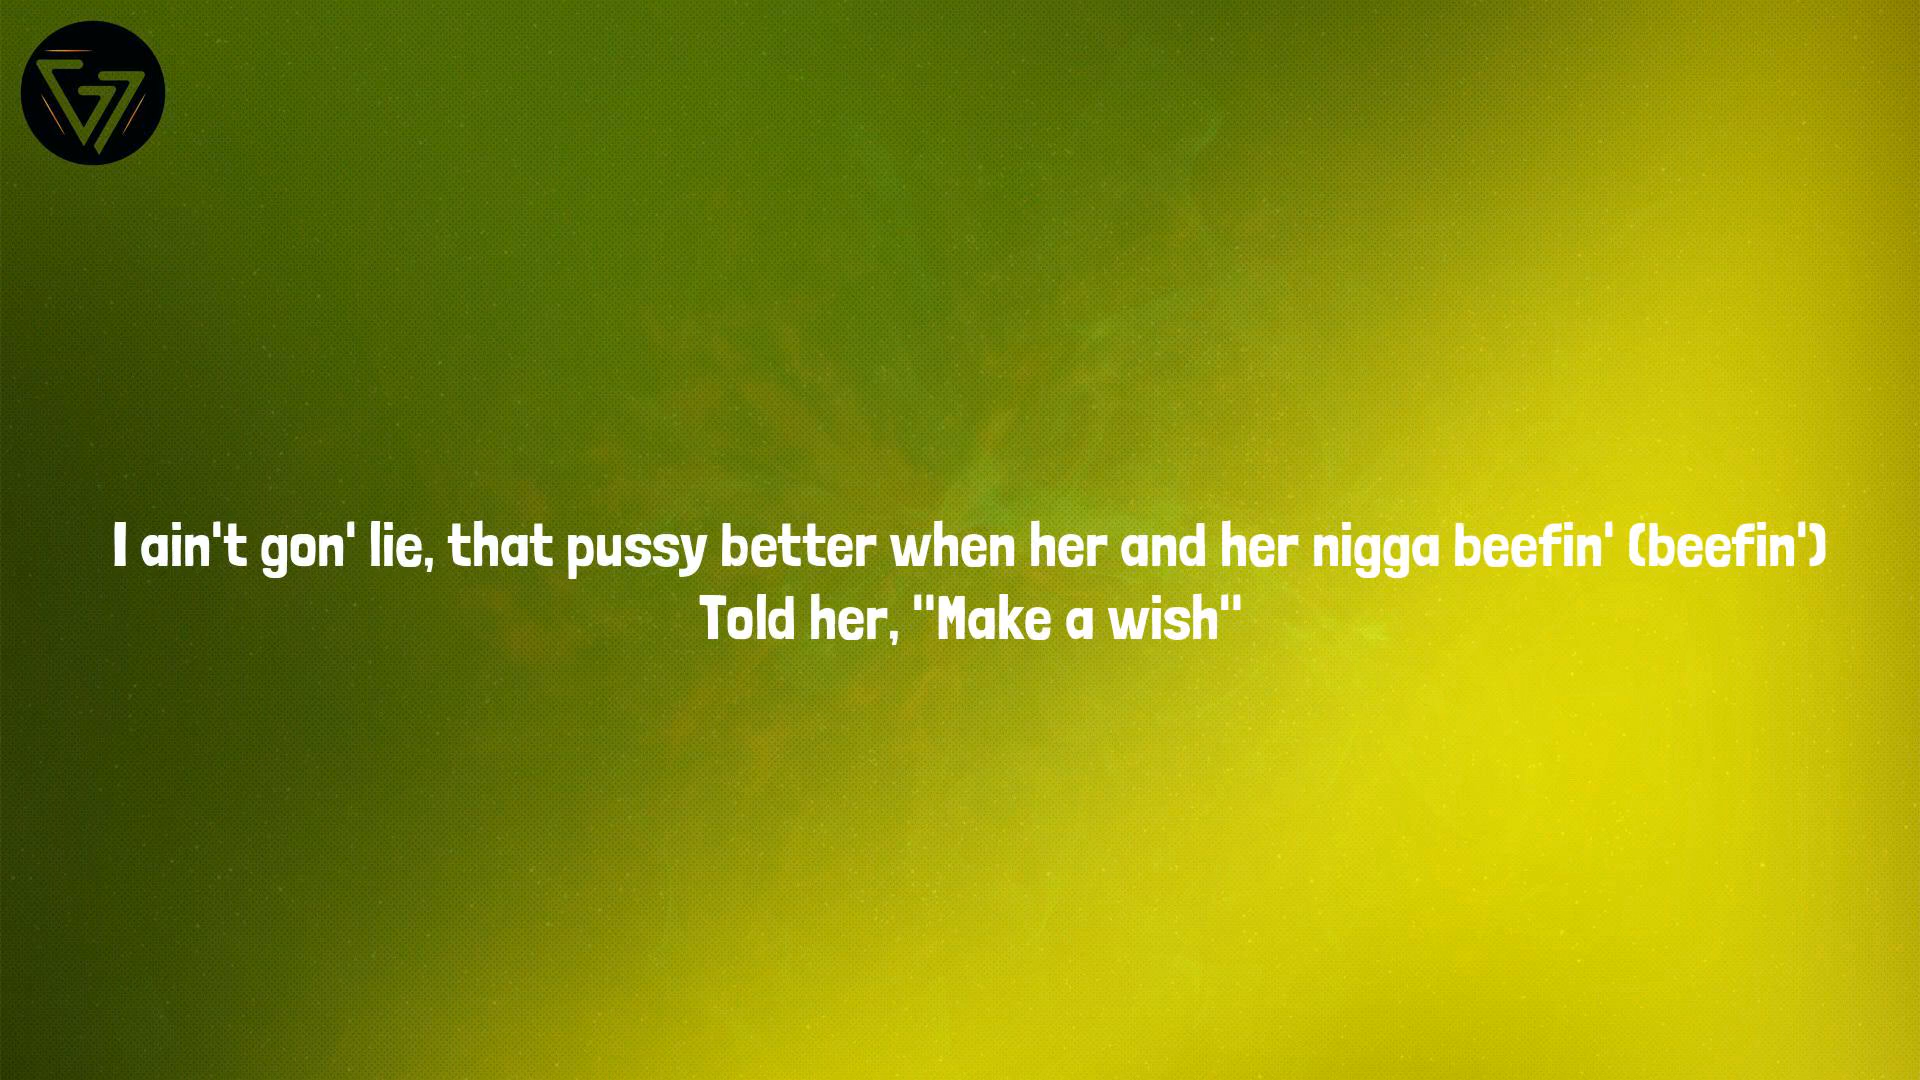 I ain't gon' lie, that pussy better when her and her nigga beefin' (beefin')
Told her, "Make a wish"